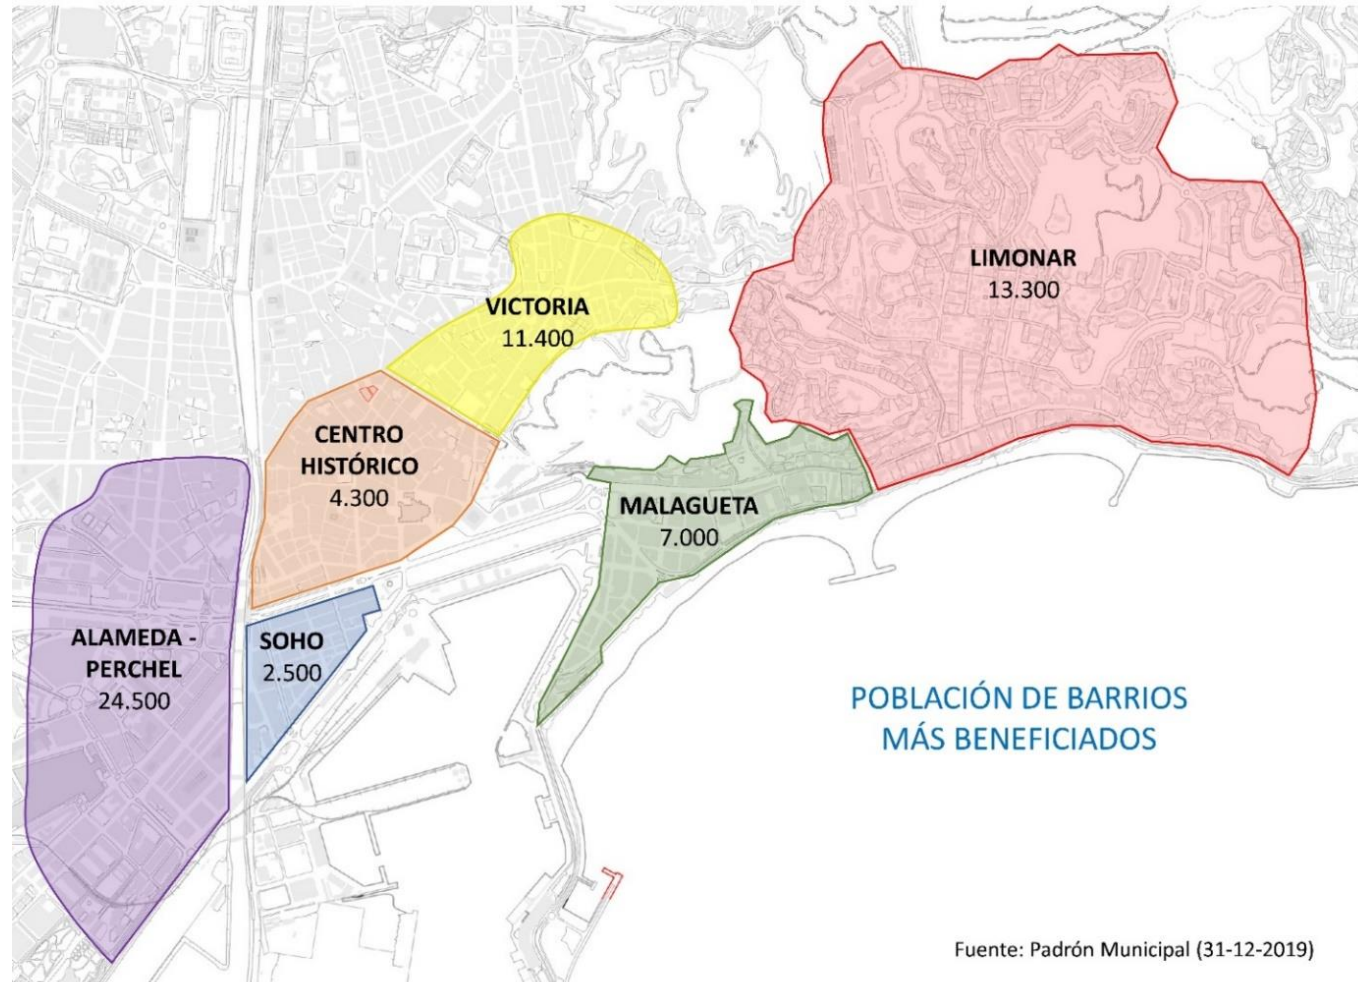 LIMONAR
13.300
VICTORIA
11.400
CENTRO
HISTÓRICO
4.300
MALAGUETA
7.000
ALAMEDA -
PERCHEL
24.500
SOHO
2.500
POBLACIÓN DE BARRIOS
MÁS BENEFICIADOS
Fuente: Padrón Municipal (31-12-2019)